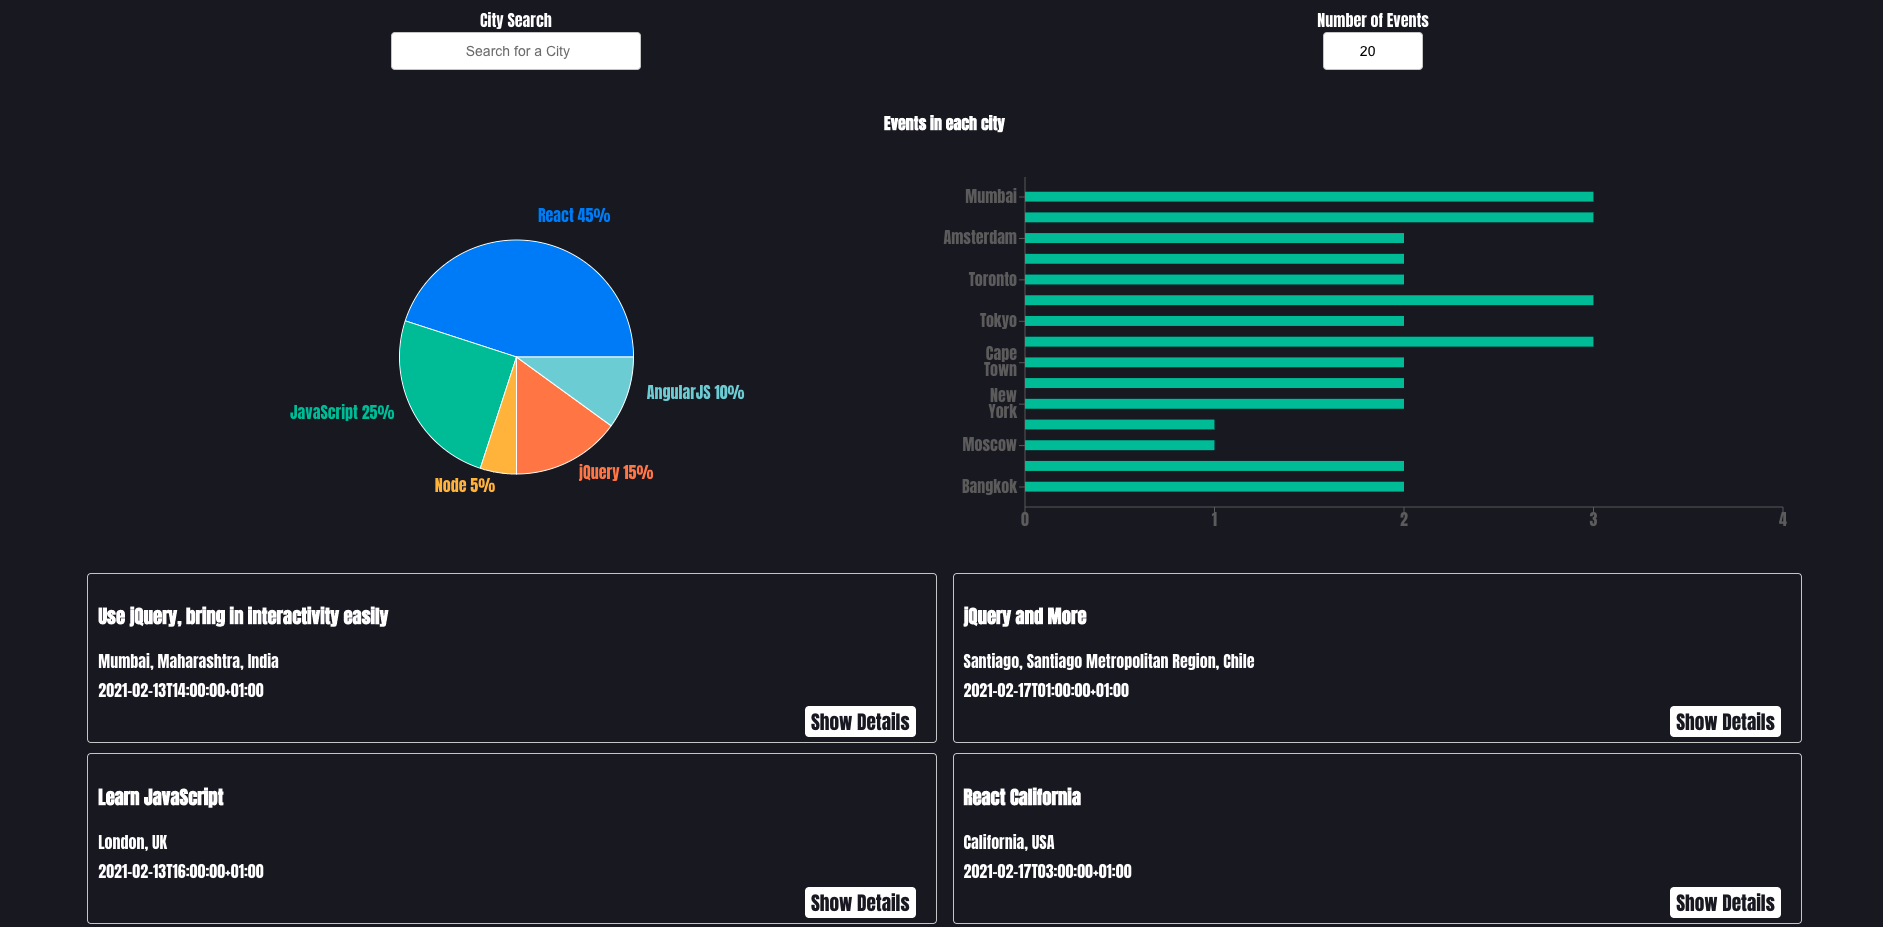 City Search
Search for a City
Number of Events
20
Events in each city
React 45%
JavaScript 25%
Node 5%
jQuery 15%
AngularJS 10%
Mumbai
Amsterdam
Toronto
Tokyo
Cape
Town
New
York
Moscow
Bangkok
0 1 2 3 4
Use jQuery, bring in interactivity easily
Mumbai, Maharashtra, India
2021-02-13T14:00:00+01:00
Show Details
jQuery and More
Santiago, Santiago Metropolitan Region, Chile
2021-02-17T01:00:00+01:00
Show Details
Learn JavaScript
London, UK
2021-02-13T16:00:00+01:00
Show Details
React California
California, USA
2021-02-17T03:00:00+01:00
Show Details